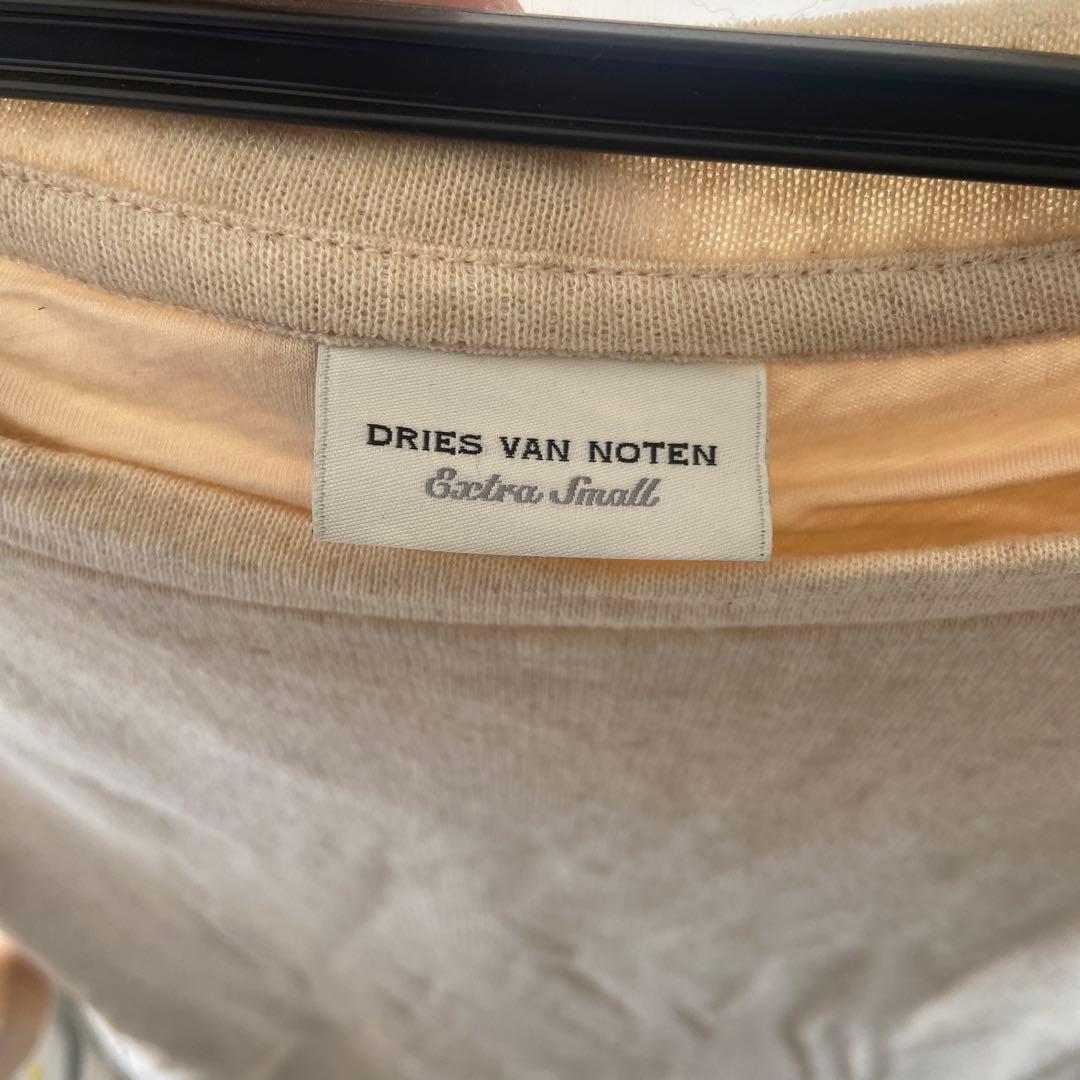 DRIES VAN NOTEN
Extra Small